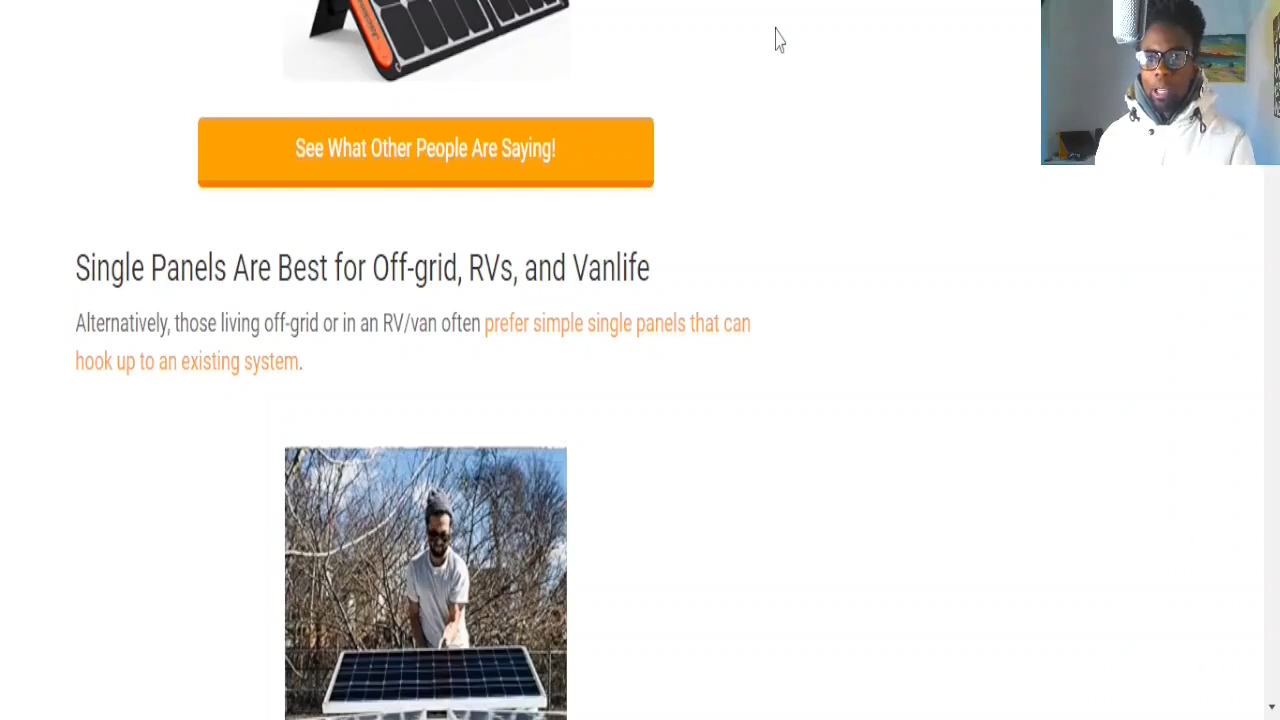 See What Other People Are Saying!
Single Panels Are Best for Off-grid, RVs, and Vanlife
Alternatively, those living off-grid or in an RV/van often prefer simple single panels that can
hook up to an existing system.